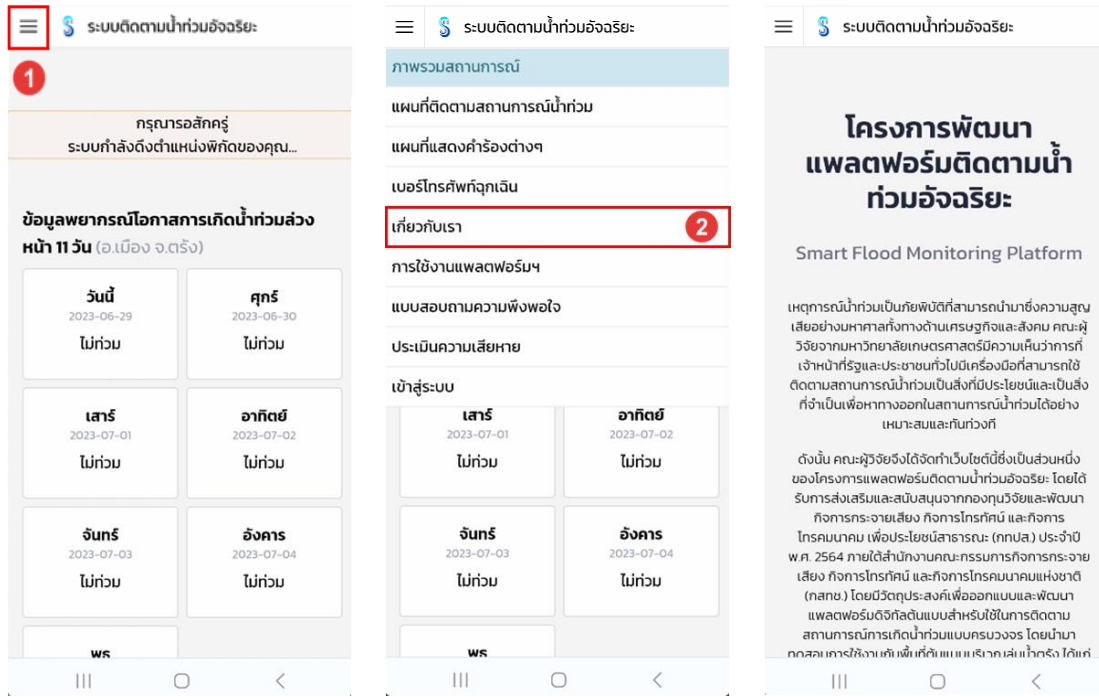 ระบบติดตามน้ำท่วมอัจฉริยะ
1
กรุณารอสักครู่
ระบบกำลังดึงตำแหน่งพิกัดของคุณ...
ข้อมูลพยากรณ์โอกาสการเกิดน้ำท่วมล่วง
หน้า 11 วัน (อ.เมือง จ.ตรัง)
วันนี้
2023-06-29
ไม่ท่วม
ศุกร์
2023-06-30
ไม่ท่วม
เสาร์
2023-07-01
ไม่ท่วม
อาทิตย์
2023-07-02
ไม่ท่วม
จันทร์
2023-07-03
ไม่ท่วม
อังคาร
2023-07-04
ไม่ท่วม
พุธ
ระบบติดตามน้ำท่วมอัจฉริยะ
ภาพรวมสถานการณ์
แผนที่ติดตามสถานการณ์น้ำท่วม
แผนที่แสดงคำร้องต่างๆ
เบอร์โทรศัพท์ฉุกเฉิน
เกี่ยวกับเรา 2
การใช้งานแพลตฟอร์มฯ
แบบสอบถามความพึงพอใจ
ประเมินความเสียหาย
เข้าสู่ระบบ
เสาร์
2023-07-01
ไม่ท่วม
อาทิตย์
2023-07-02
ไม่ท่วม
จันทร์
2023-07-03
ไม่ท่วม
อังคาร
2023-07-04
ไม่ท่วม
พุธ
ระบบติดตามน้ำท่วมอัจฉริยะ
โครงการพัฒนา
แพลตฟอร์มติดตามน้ำ
ท่วมอัจฉริยะ
Smart Flood Monitoring Platform
เหตุการณ์น้ำท่วมเป็นภัยพิบัติที่สามารถนำมาซึ่งความสูญ
เสียอย่างมหาศาลทั้งทางด้านเศรษฐกิจและสังคม คณะผู้
วิจัยจากมหาวิทยาลัยเกษตรศาสตร์มีความเห็นว่าการที่
เจ้าหน้าที่รัฐและประชาชนทั่วไปมีเครื่องมือที่สามารถใช้
ติดตามสถานการณ์น้ำท่วมเป็นสิ่งที่มีประโยชน์และเป็นสิ่ง
ที่จำเป็นเพื่อหาทางออกในสถานการณ์น้ำท่วมได้อย่าง
เหมาะสมและทันท่วงที
ดังนั้น คณะผู้วิจัยจึงได้จัดทำเว็บไซต์นี้ซึ่งเป็นส่วนหนึ่ง
ของโครงการแพลตฟอร์มติดตามน้ำท่วมอัจฉริยะ โดยได้
รับการส่งเสริมและสนับสนุนจากกองทุนวิจัยและพัฒนา
กิจการกระจายเสียง กิจการโทรทัศน์ และกิจการ
โทรคมนาคม เพื่อประโยชน์สาธารณะ (กทปส.) ประจำปี
พ.ศ. 2564 ภายใต้สำนักงานคณะกรรมการกิจการกระจาย
เสียง กิจการโทรทัศน์ และกิจการโทรคมนาคมแห่งชาติ
(กสทช.) โดยมีวัตถุประสงค์เพื่อออกแบบและพัฒนา
แพลตฟอร์มดิจิทัลต้นแบบสำหรับใช้ในการติดตาม
สถานการณ์การเกิดน้ำท่วมแบบครบวงจร โดยนำมา
ทดสอบการใช้งานกับพื้นที่ต้นแบบบริเวณลุ่มน้ำตรัง ได้แก่